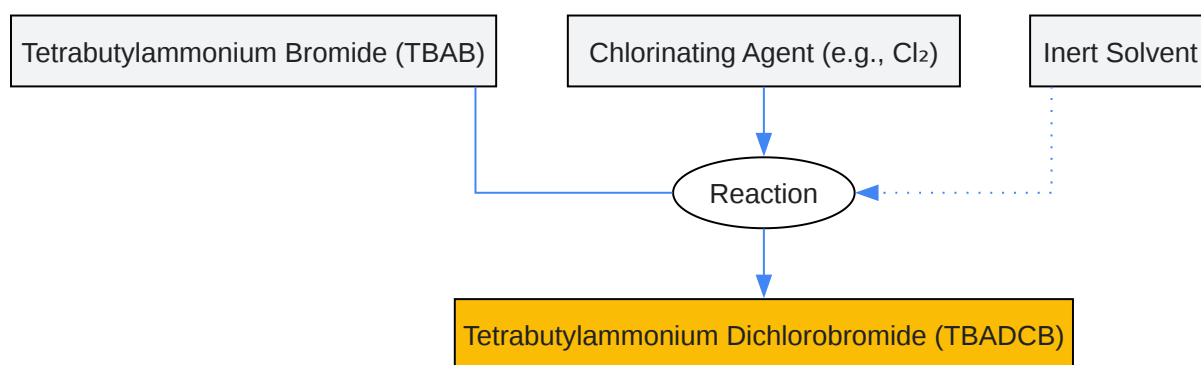 Tetrabutylammonium Bromide (TBAB)
Chlorinating Agent (e.g., Cl₂)
Inert Solvent
Reaction
Tetrabutylammonium Dichlorobromide (TBADCB)